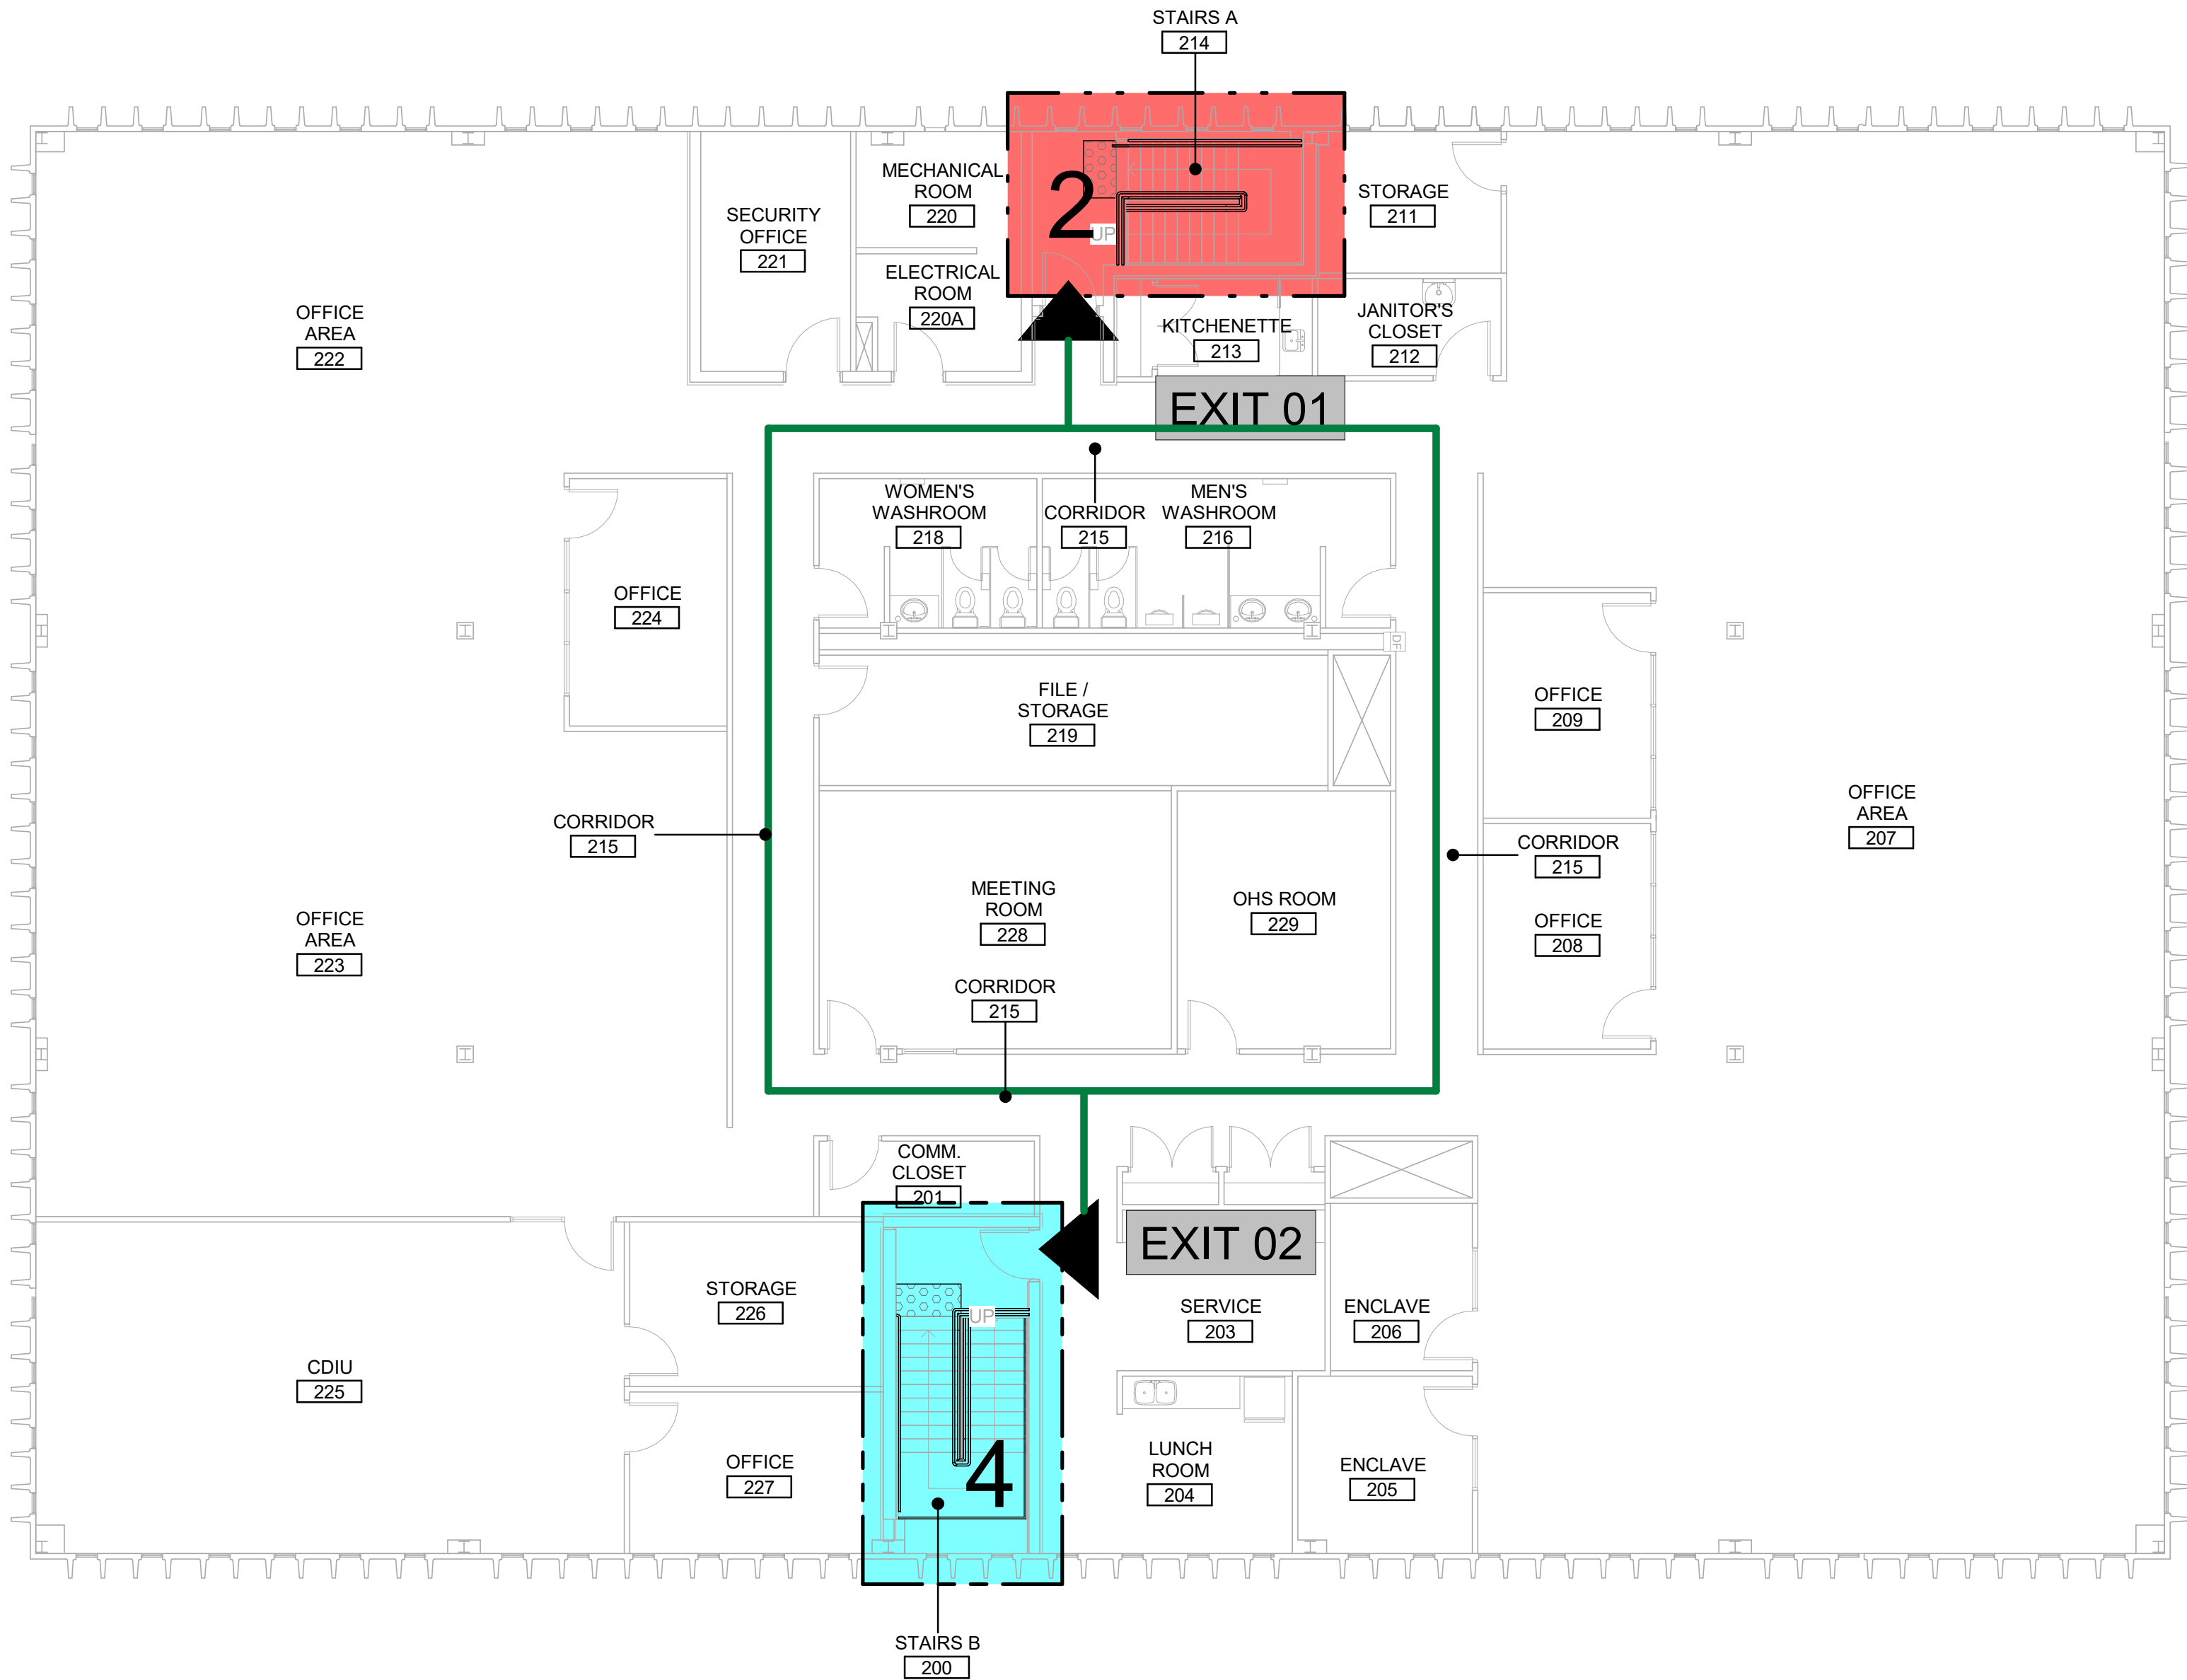 STAIRS A
214
2
UP
MECHANICAL
ROOM
220
STORAGE
211
SECURITY
OFFICE
221
ELECTRICAL
ROOM
220A
OFFICE
AREA
222
KITCHENETTE
213
JANITOR'S
CLOSET
212
EXIT 01
WOMEN'S
WASHROOM
218
CORRIDOR
215
MEN'S
WASHROOM
216
OFFICE
224
DF
FILE /
STORAGE
219
OFFICE
209
CORRIDOR
215
OFFICE
AREA
207
CORRIDOR
215
MEETING
ROOM
228
OHS ROOM
229
OFFICE
208
OFFICE
AREA
223
CORRIDOR
215
COMM.
CLOSET
201
EXIT 02
STORAGE
226
UP
SERVICE
203
ENCLAVE
206
CDIU
225
OFFICE
227
4
LUNCH
ROOM
204
ENCLAVE
205
STAIRS B
200